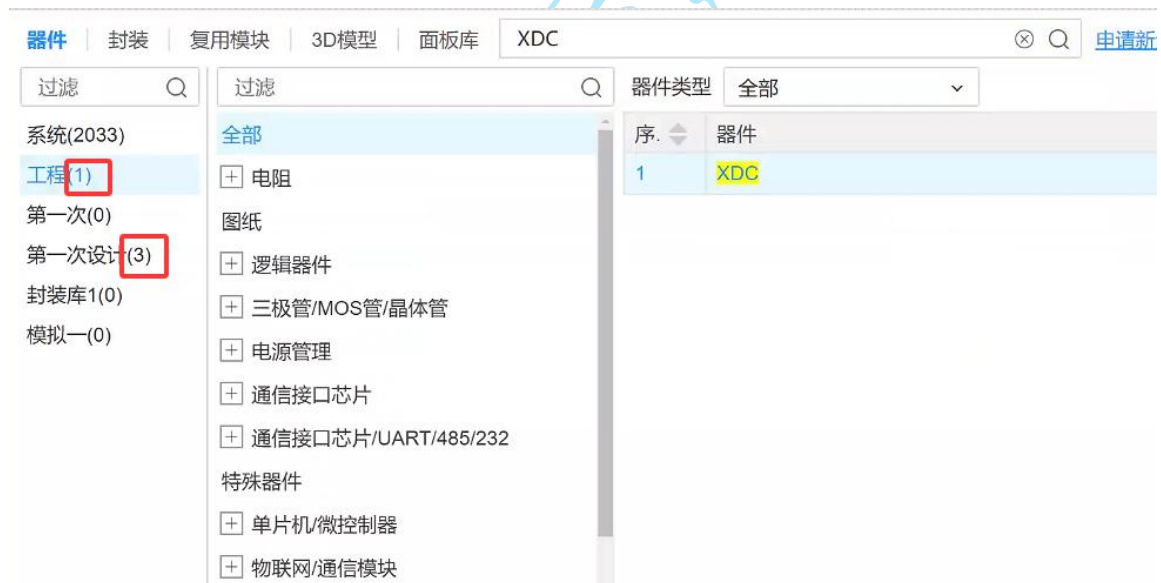 器件 封装 复用模块 3D模型 面板库 XDC 申请新
过滤 过滤 器件类型 全部
系统(2033) 全部 序. 器件
工程(1) 电阻 1 XDC
第一次(0) 图纸
第一次设计(3) 逻辑器件
封装库1(0) 三极管/MOS管/晶体管
模拟一(0) 电源管理
通信接口芯片
通信接口芯片/UART/485/232
特殊器件
单片机/微控制器
物联网/通信模块